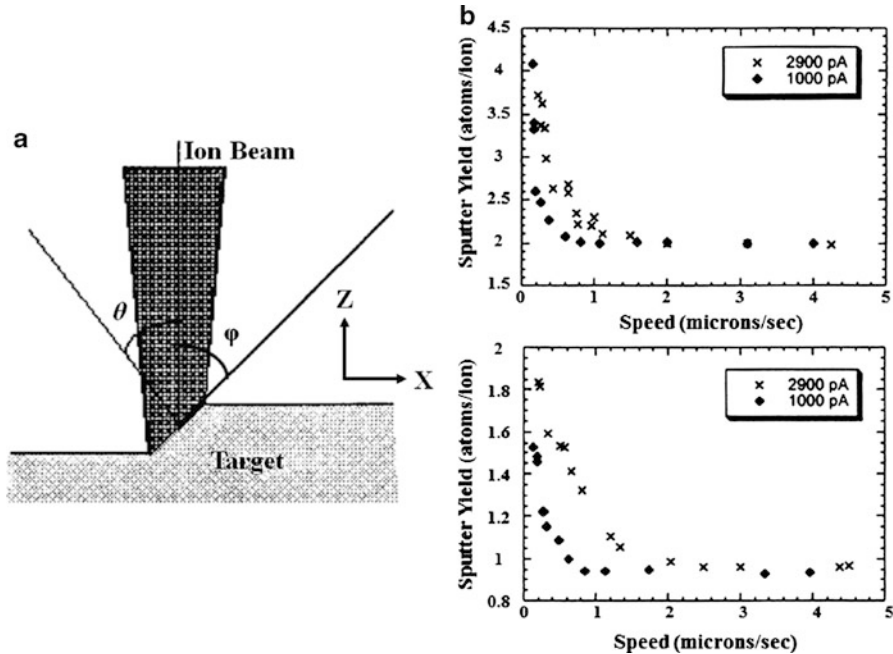 a
Ion Beam
θ
φ
Z
X
Target
b
Sputter Yield (atoms/Ion)
4.5
4
3.5
3
2.5
2
1.5
2900 pA
1000 pA
0 1 2 3 4 5
Speed (microns/sec)
Sputter Yield (atoms/Ion)
2
1.8
1.6
1.4
1.2
1
0.8
2900 pA
1000 pA
0 1 2 3 4 5
Speed (microns/sec)